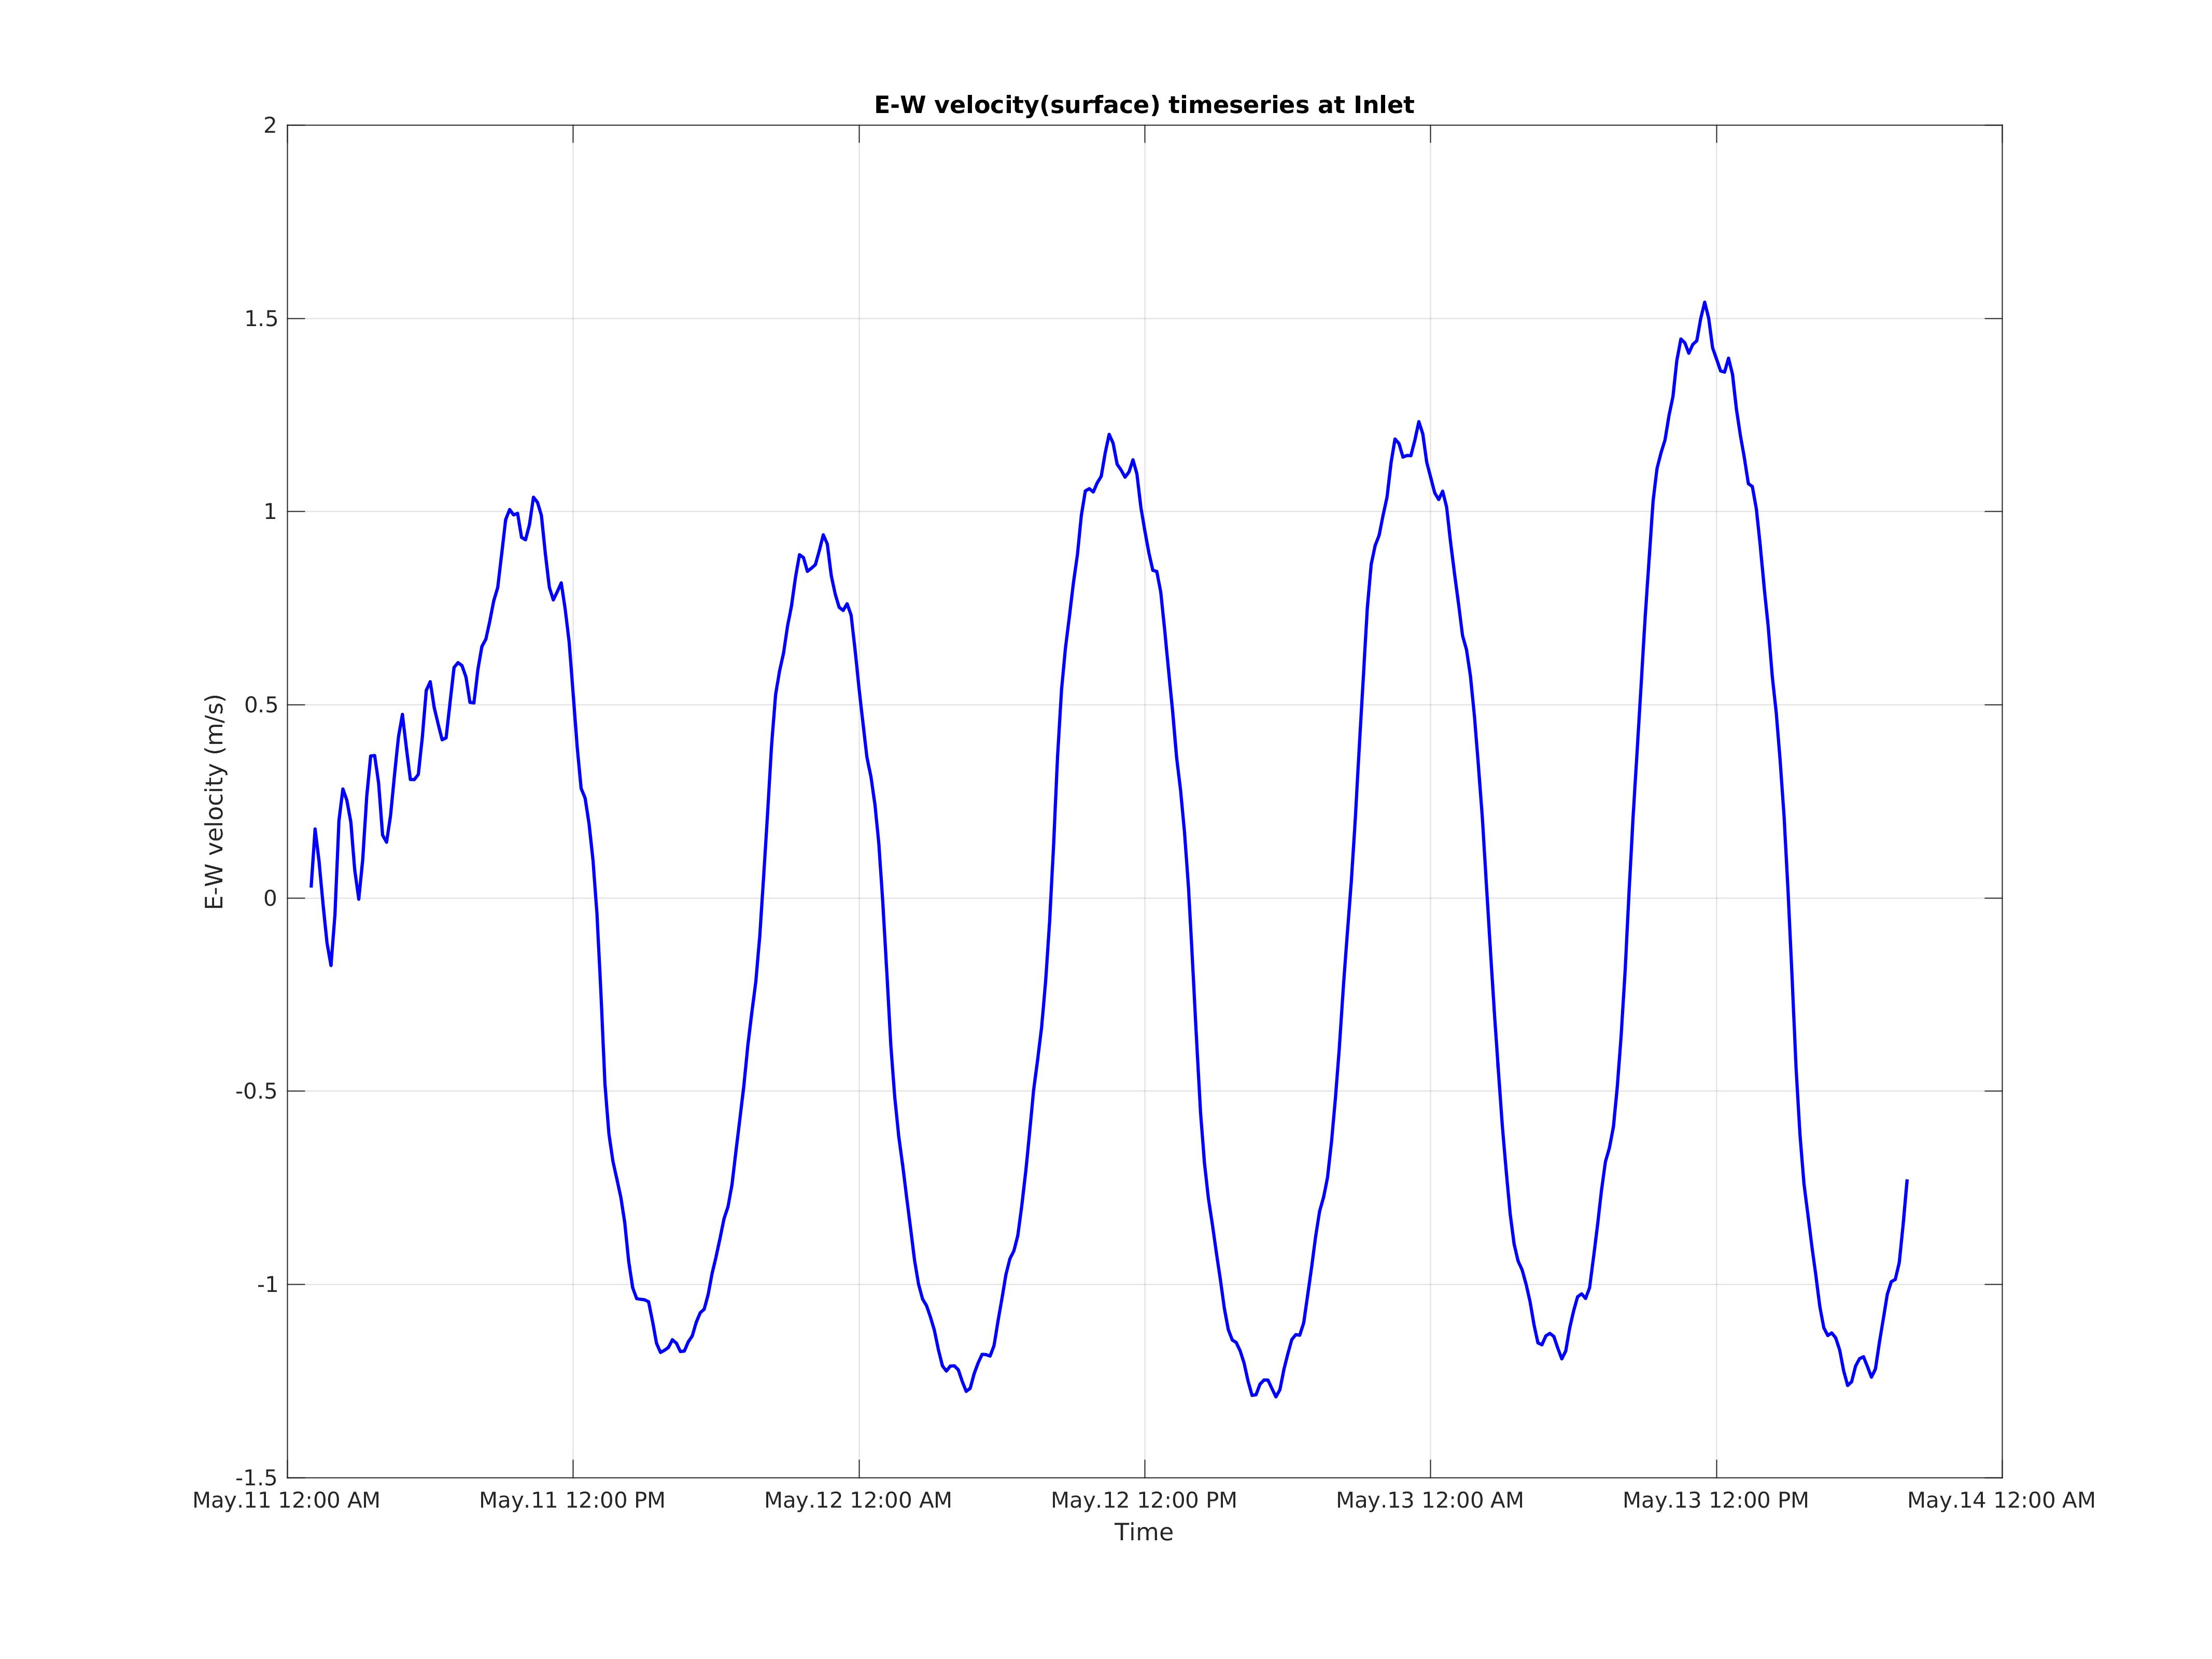 E-W velocity(surface) timeseries at Inlet
2
1.5
1
0.5
0
-0.5
-1
-1.5
E-W velocity (m/s)
May.11 12:00 AM May.11 12:00 PM May.12 12:00 AM May.12 12:00 PM May.13 12:00 AM May.13 12:00 PM May.14 12:00 AM
Time